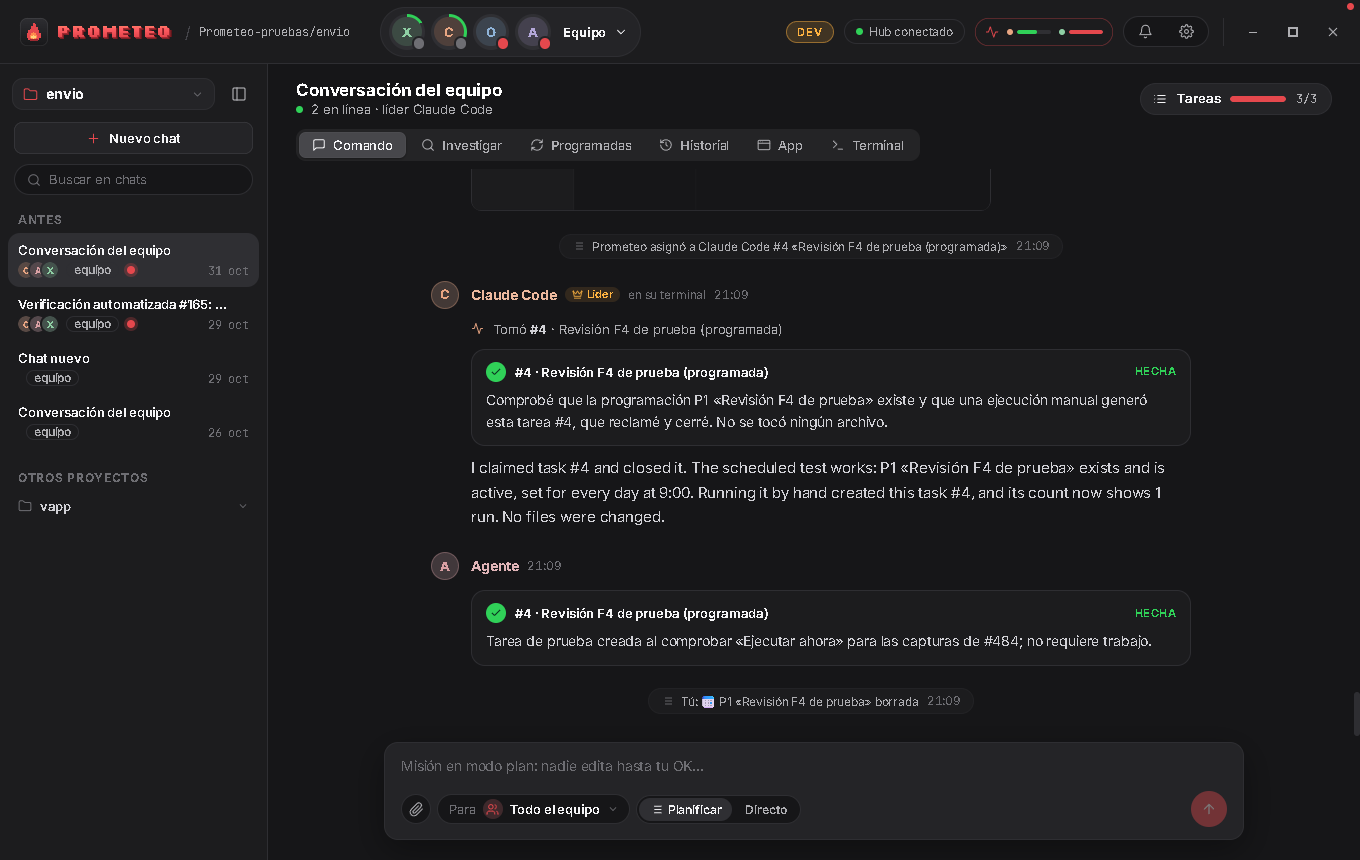 PROMETEO / Prometeo-pruebas/envio
X C O A Equipo
DEV
Hub conectado
envio
Nuevo chat
Buscar en chats
ANTES
Conversación del equipo
C A X equipo 31 oct
Verificación automatizada #165: ...
C A X equipo 29 oct
Chat nuevo
equipo 29 oct
Conversación del equipo
equipo 26 oct
OTROS PROYECTOS
vapp
Conversación del equipo
2 en línea · líder Claude Code
Tareas 3/3
Comando Investigar Programadas Historial App Terminal
Prometeo asignó a Claude Code #4 «Revisión F4 de prueba (programada)» 21:09
C Claude Code Líder en su terminal 21:09
Tomó #4 · Revisión F4 de prueba (programada)
#4 · Revisión F4 de prueba (programada) HECHA
Comprobé que la programación P1 «Revisión F4 de prueba» existe y que una ejecución manual generó
esta tarea #4, que reclamé y cerré. No se tocó ningún archivo.
I claimed task #4 and closed it. The scheduled test works: P1 «Revisión F4 de prueba» exists and is
active, set for every day at 9:00. Running it by hand created this task #4, and its count now shows 1
run. No files were changed.
A Agente 21:09
#4 · Revisión F4 de prueba (programada) HECHA
Tarea de prueba creada al comprobar «Ejecutar ahora» para las capturas de #484; no requiere trabajo.
Tú: P1 «Revisión F4 de prueba» borrada 21:09
Misión en modo plan: nadie edita hasta tu OK...
Para Todo el equipo Planificar Directo